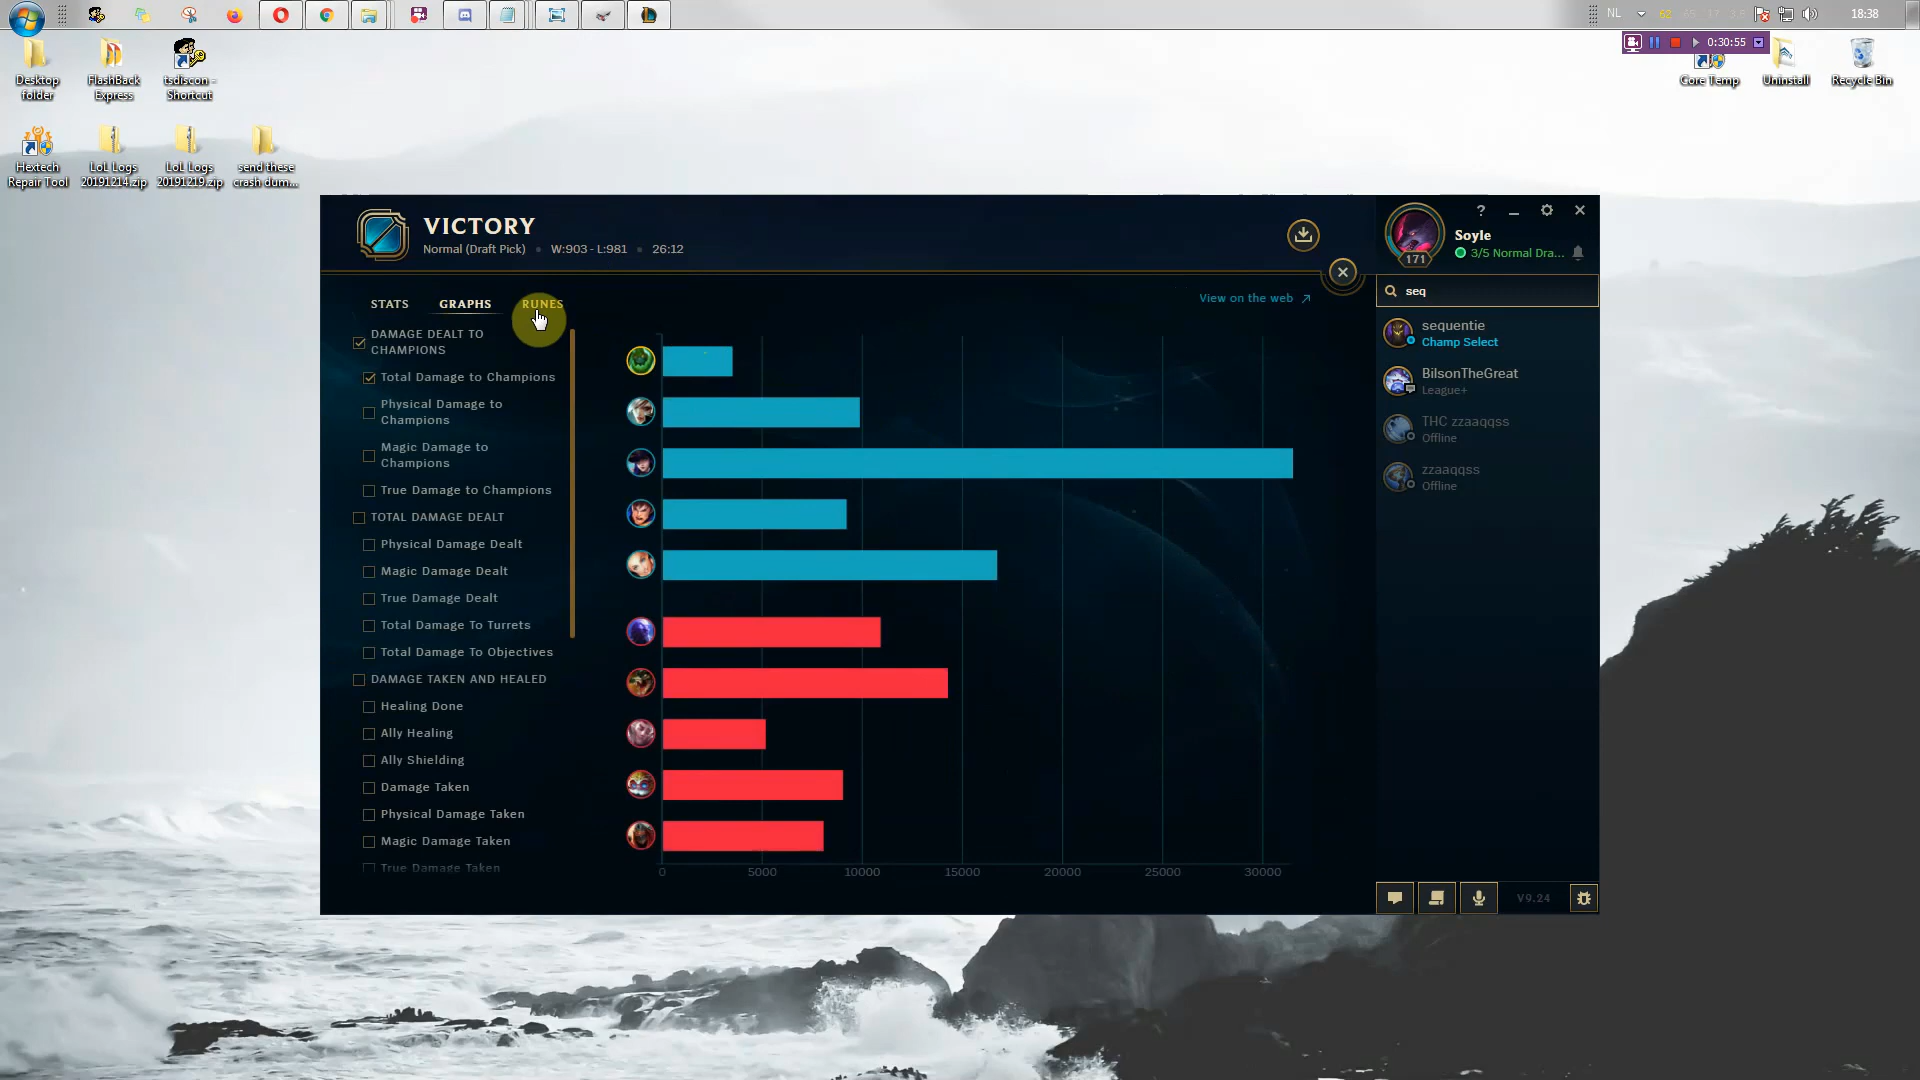 NL
62
18:38
0:30:55
Desktop folder
FlashBack Express
tsdiscon - Shortcut
Core Temp
Uninstall
Recycle Bin
Hextech Repair Tool
LoL Logs 20191214.zip
LoL Logs 20191219.zip
send these crash dum...
VICTORY
Normal (Draft Pick) • W:903 - L:981 • 26:12
?
Soyle
171
3/5 Normal Dra...
STATS GRAPHS RUNES
View on the web
seq
DAMAGE DEALT TO
CHAMPIONS
Total Damage to Champions
Physical Damage to
Champions
Magic Damage to
Champions
True Damage to Champions
TOTAL DAMAGE DEALT
Physical Damage Dealt
Magic Damage Dealt
True Damage Dealt
Total Damage To Turrets
Total Damage To Objectives
DAMAGE TAKEN AND HEALED
Healing Done
Ally Healing
Ally Shielding
Damage Taken
Physical Damage Taken
Magic Damage Taken
True Damage Taken
0 5000 10000 15000 20000 25000 30000
sequentie
Champ Select
BilsonTheGreat
League+
THC zzaaqqss
Offline
zzaaqqss
Offline
V9.24